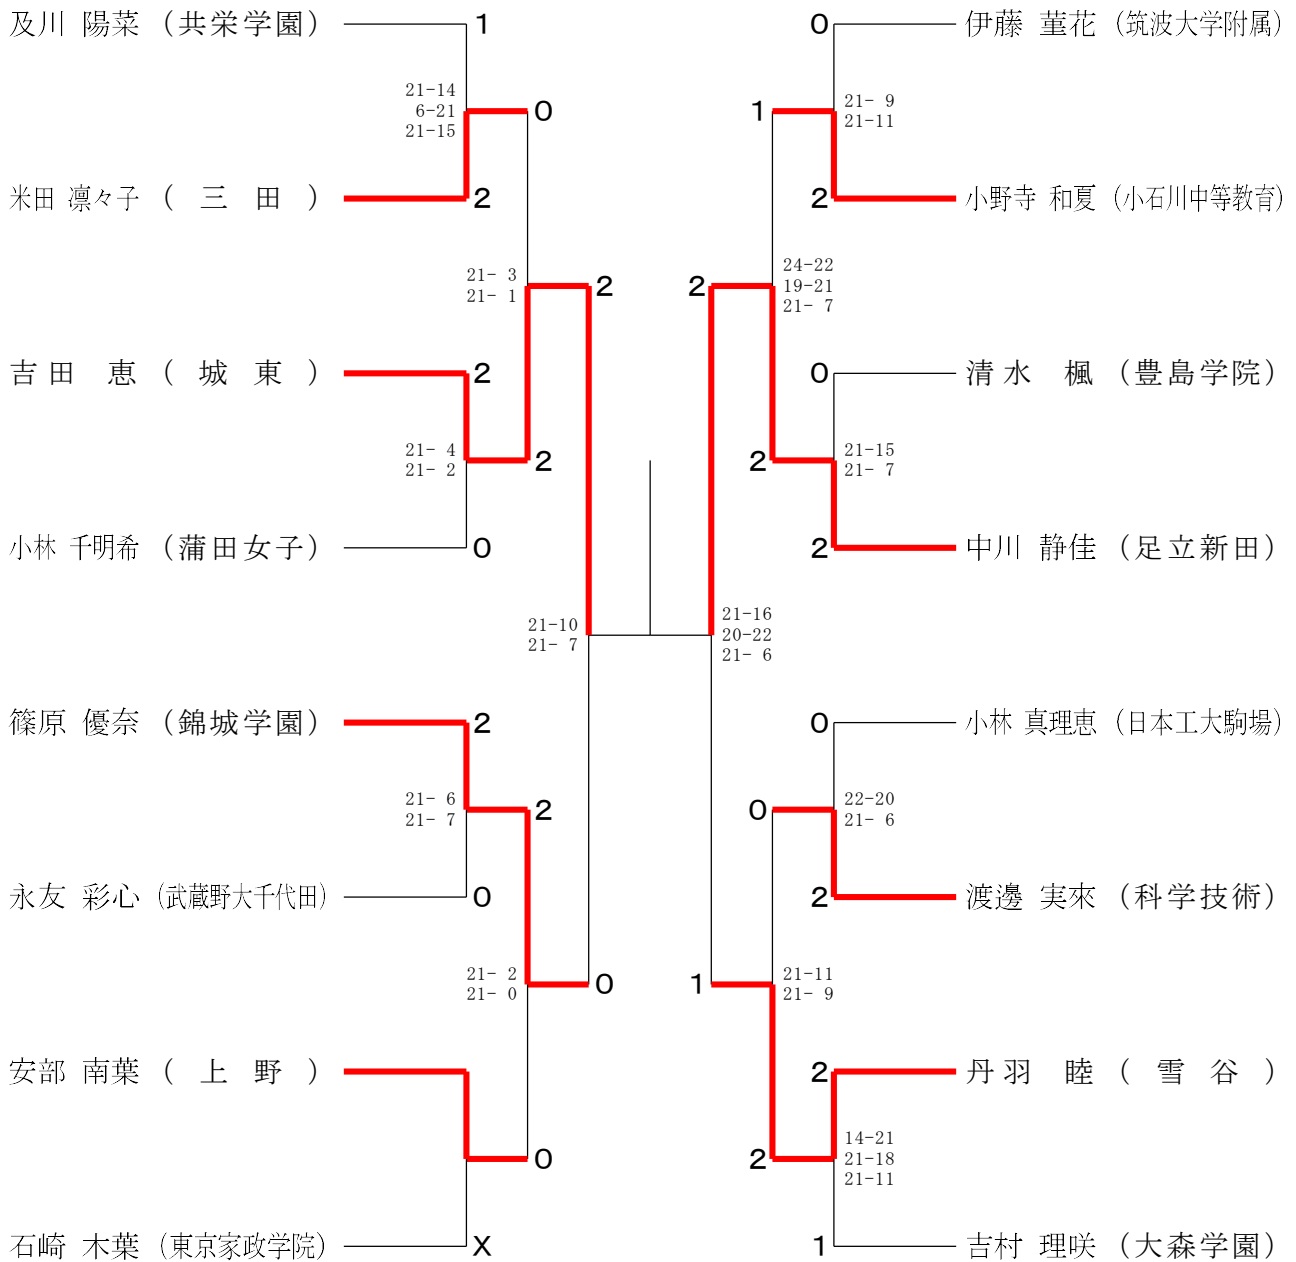 及川 陽菜 (共栄学園) 1
21-14
6-21
21-15
0
米田 凛々子 ( 三 田 ) 2
21- 3
21- 1
2
吉田 恵 ( 城 東 ) 2
21- 4
21- 2
2
小林 千明希 (蒲田女子) 0
21-10
21- 7
篠原 優奈 (錦城学園) 2
21- 6
21- 7
2
永友 彩心 (武蔵野大千代田) 0
21- 2
21- 0
0
安部 南葉 ( 上 野 )
0
石崎 木葉 (東京家政学院) X
0 伊藤 菫花 (筑波大学附属)
1
21- 9
21-11
2 小野寺 和夏 (小石川中等教育)
2
24-22
19-21
21- 7
0 清水 楓 (豊島学院)
2
21-15
21- 7
2 中川 静佳 (足立新田)
21-16
20-22
21- 6
0 小林 真理恵 (日本工大駒場)
0
22-20
21- 6
2 渡邊 実來 (科学技術)
1
21-11
21- 9
2 丹羽 睦 ( 雪 谷 )
2
14-21
21-18
21-11
1 吉村 理咲 (大森学園)